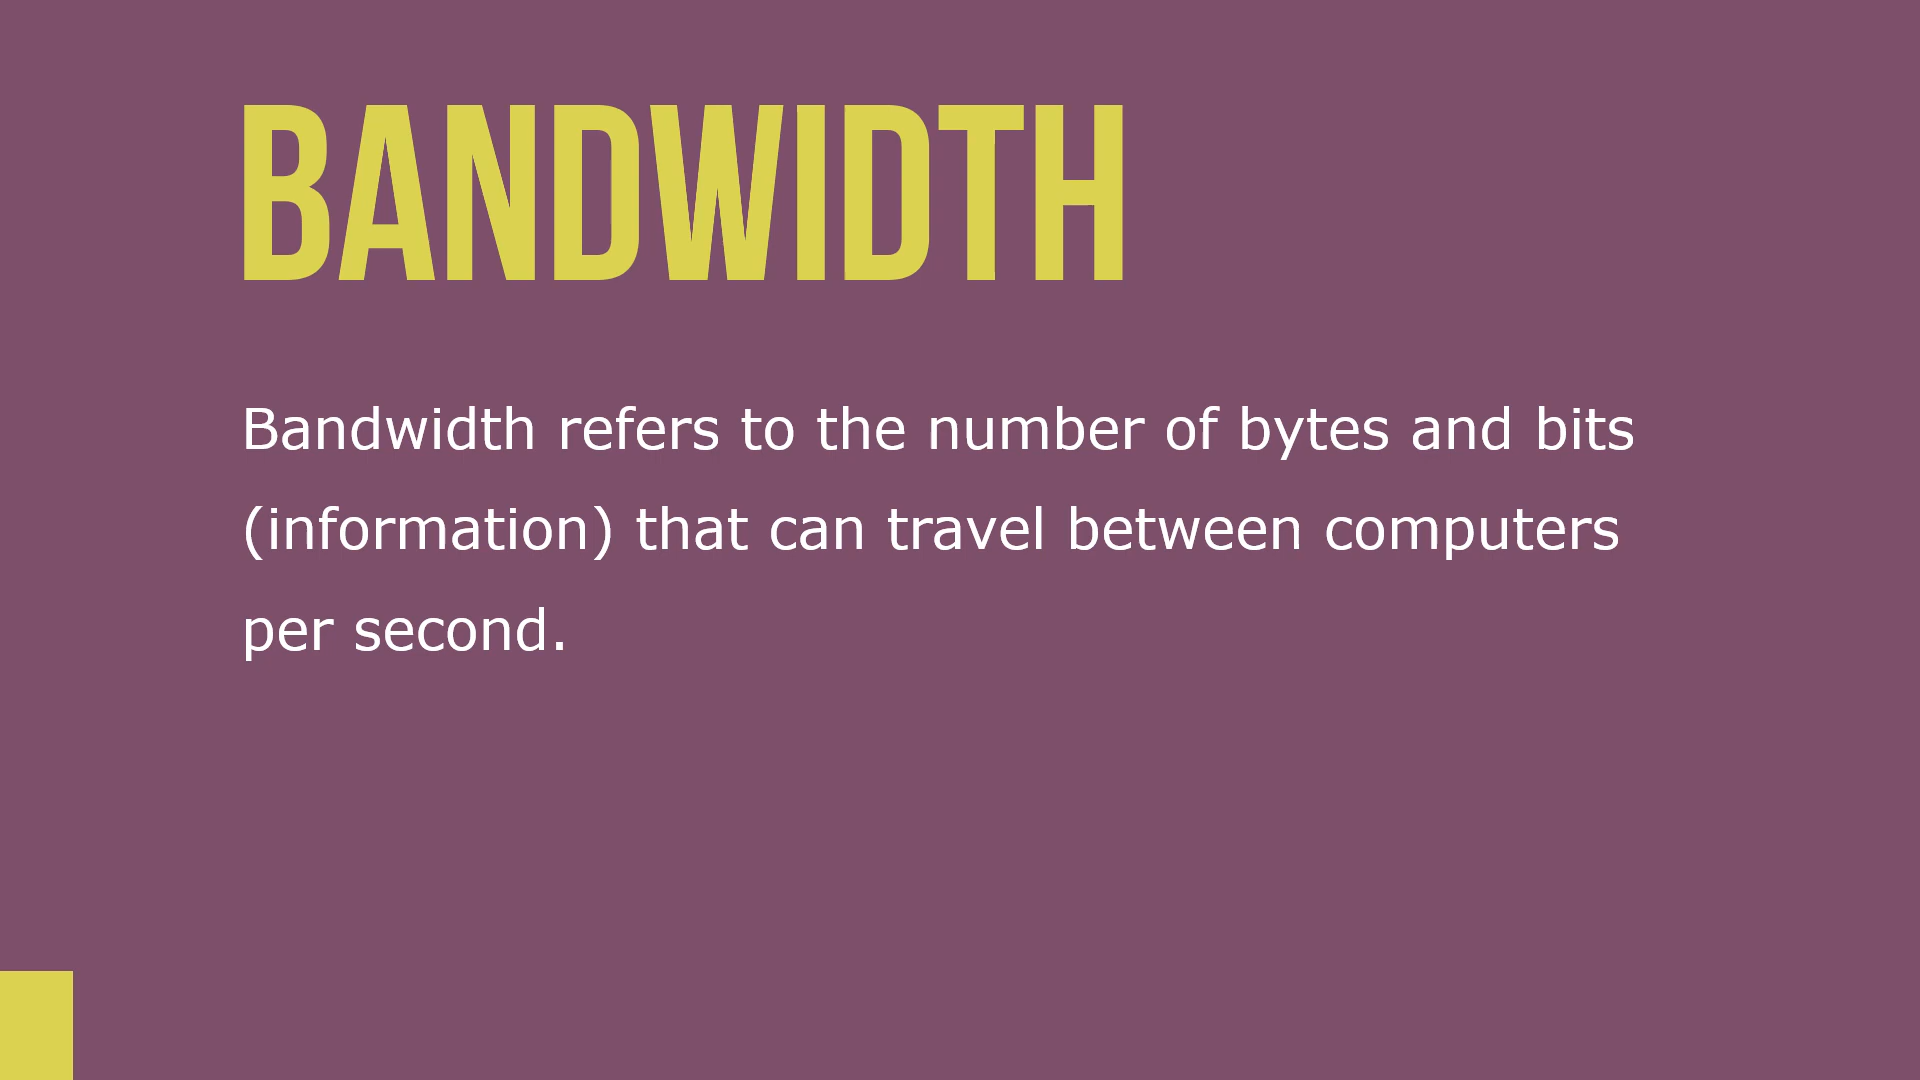 BANDWIDTH
Bandwidth refers to the number of bytes and bits
(information) that can travel between computers
per second.